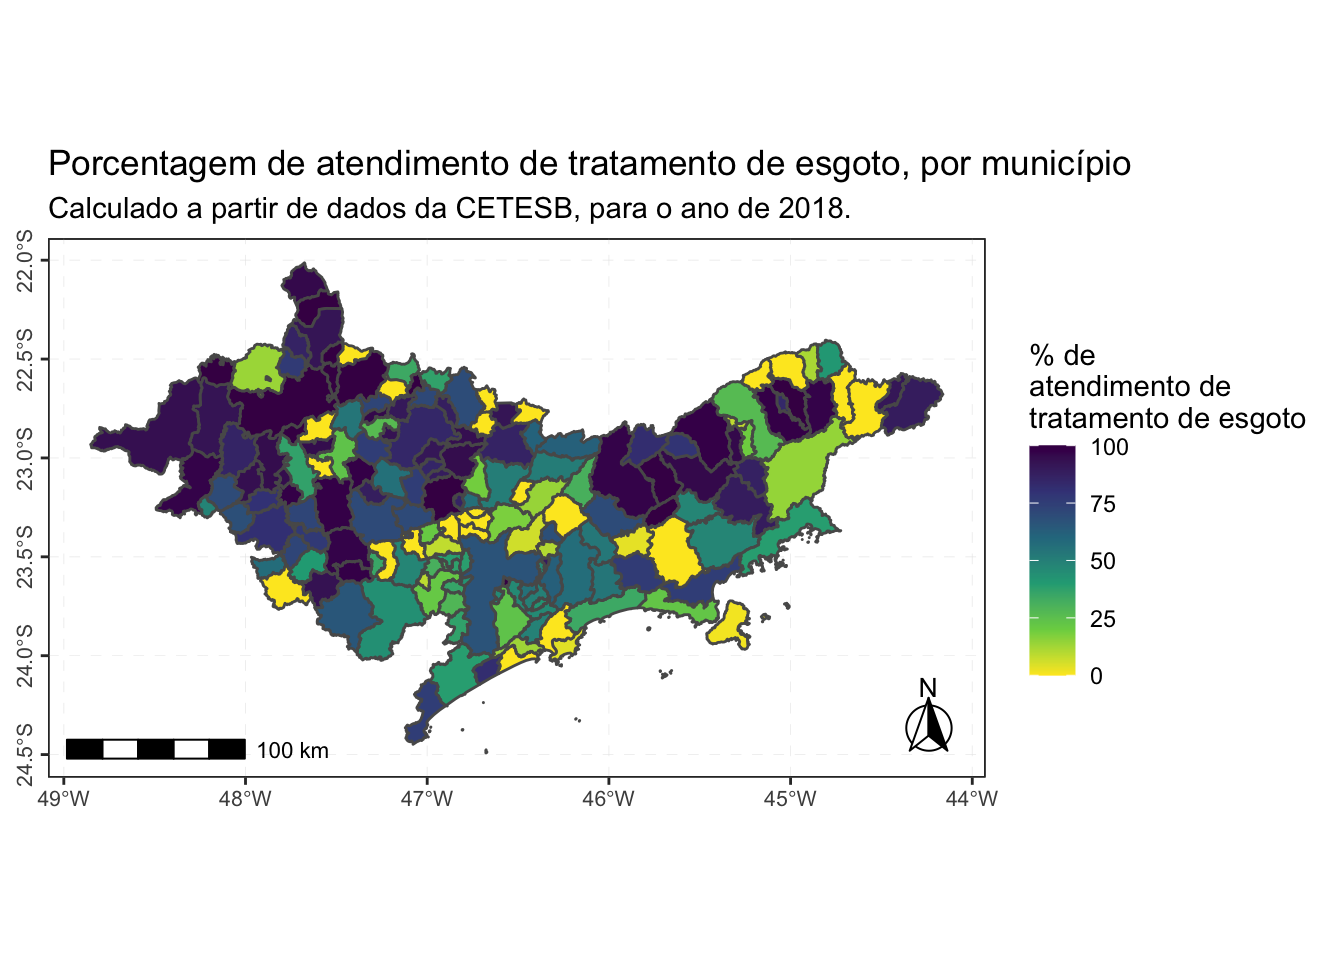 Porcentagem de atendimento de tratamento de esgoto, por município
Calculado a partir de dados da CETESB, para o ano de 2018.
22.0°S
22.5°S
23.0°S
23.5°S
24.0°S
24.5°S
49°W
48°W
47°W
46°W
45°W
44°W
100 km
N
% de
atendimento de
tratamento de esgoto
100
75
50
25
0